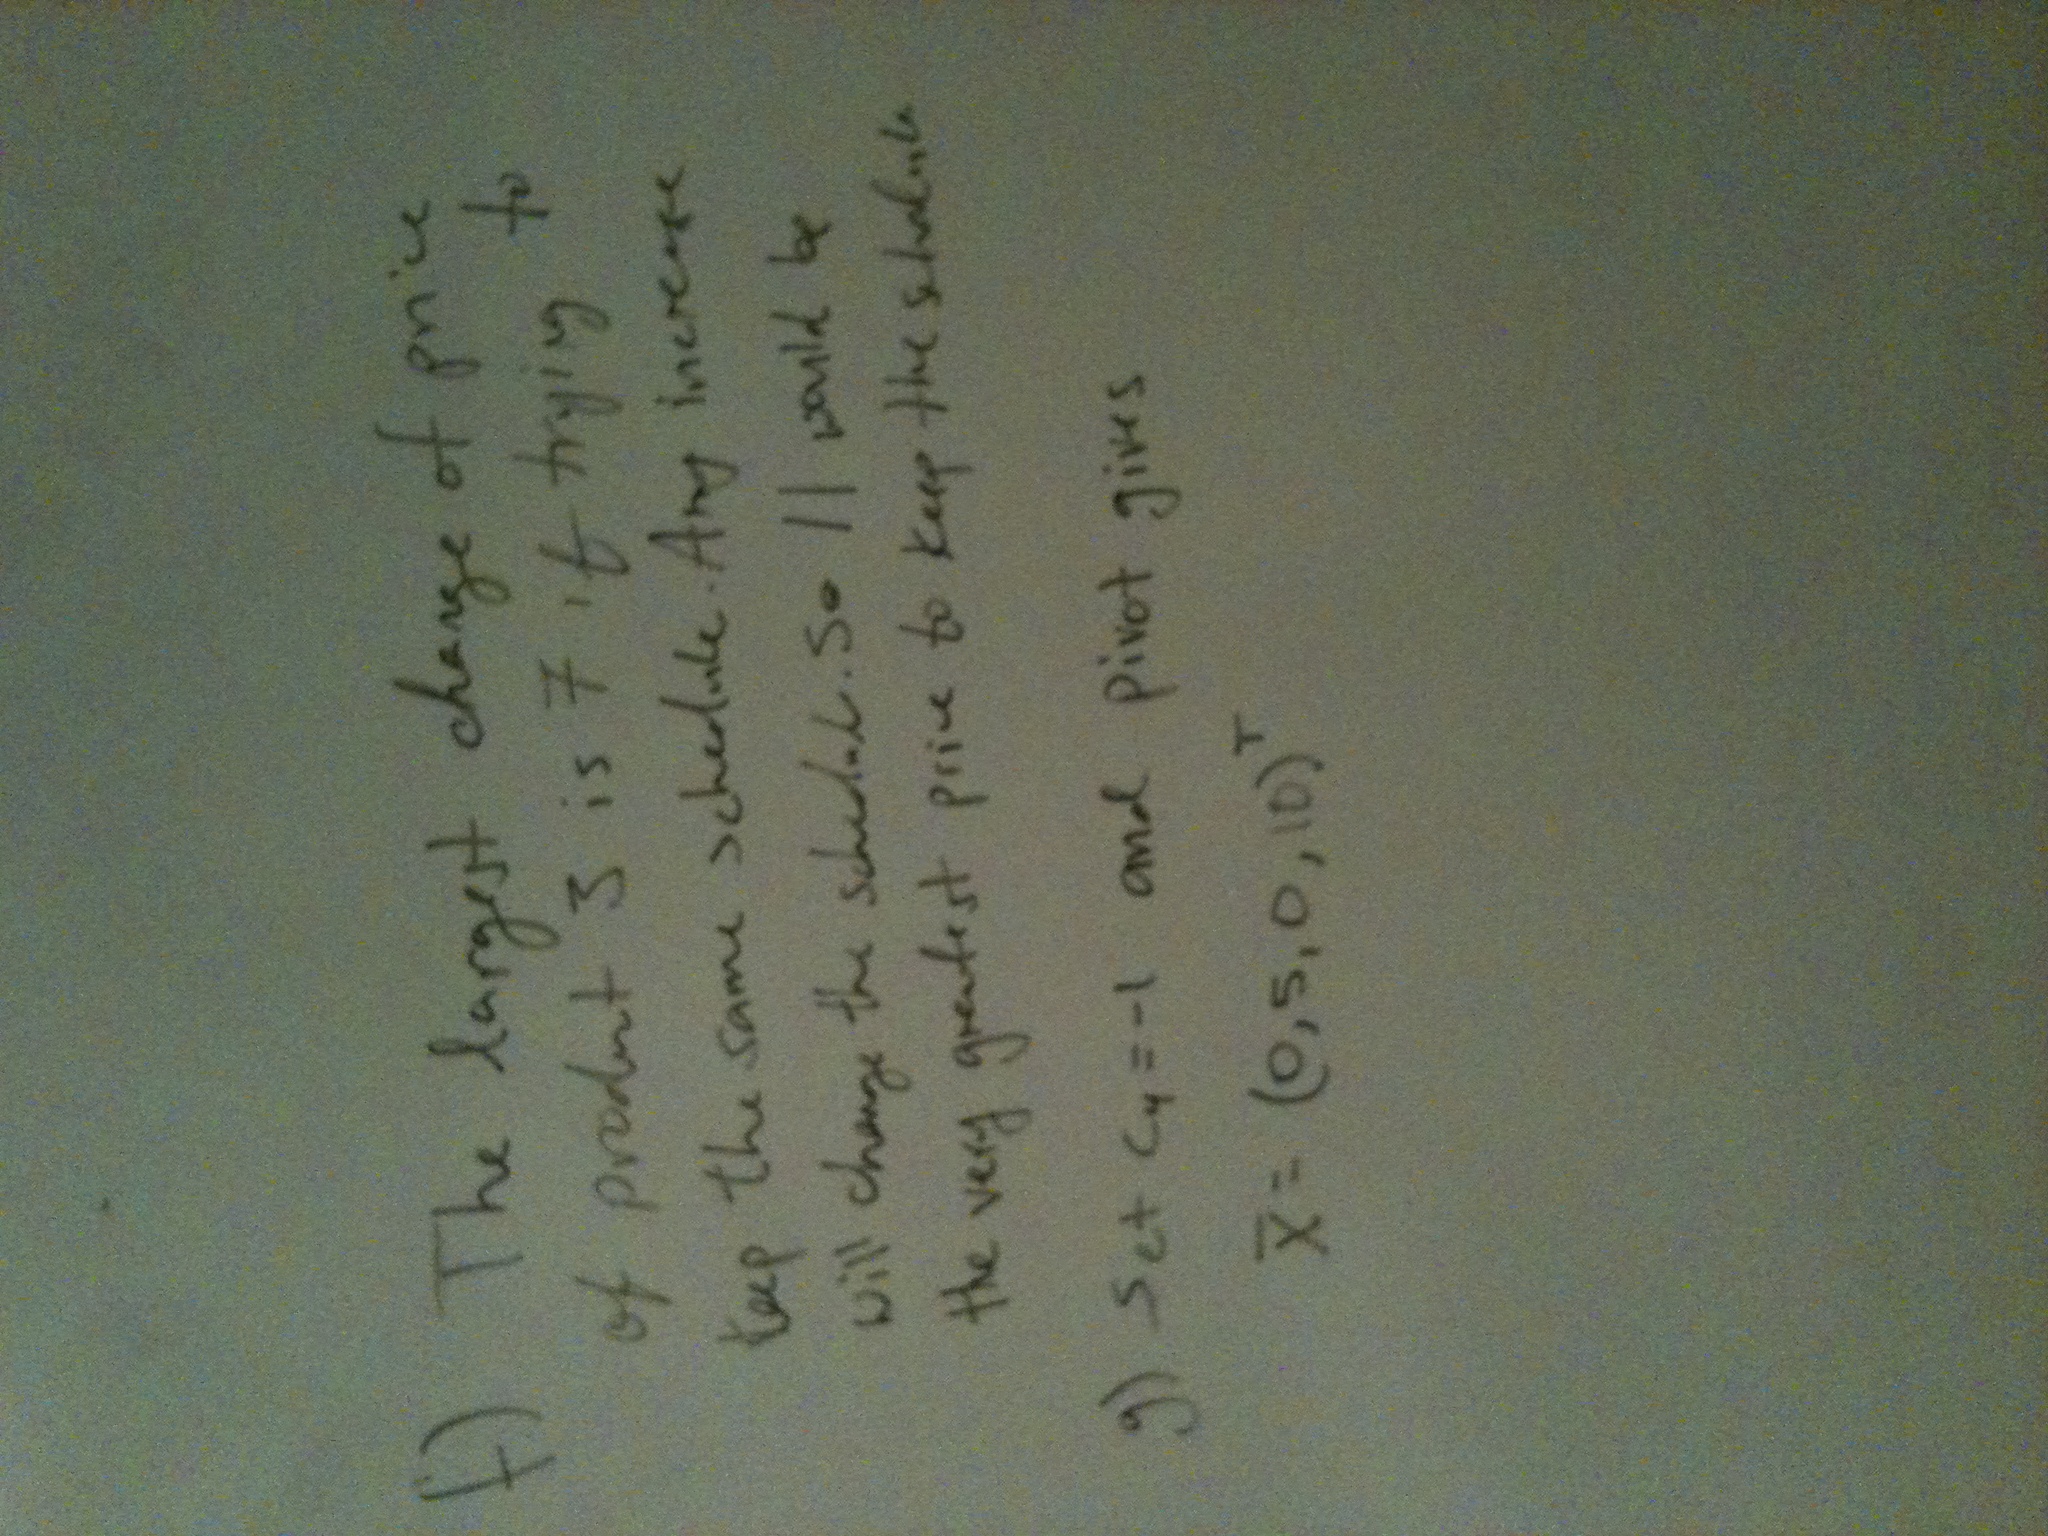 f) The largest change of price
of product 3 is 7 if trying to
keep the same schedule. Any increase
will change the schedule. So 11 would be
the very greatest price to keep the schedule
g) Set c₄ = -1 and pivot gives
x̄ = (0,5,0,10)ᵀ